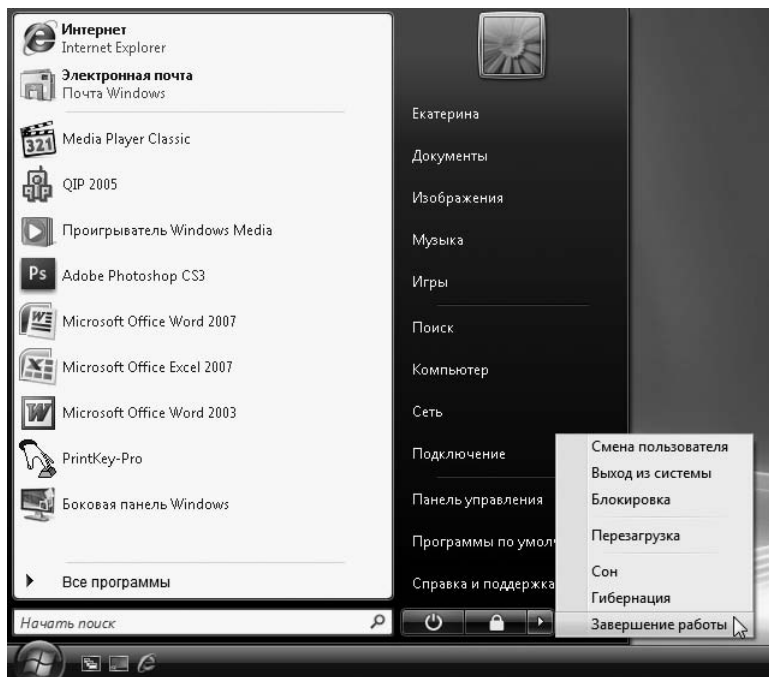 Интернет
Internet Explorer
Электронная почта
Почта Windows
Media Player Classic
QIP 2005
Проигрыватель Windows Media
Adobe Photoshop CS3
Microsoft Office Word 2007
Microsoft Office Excel 2007
Microsoft Office Word 2003
PrintKey-Pro
Боковая панель Windows
Все программы
Начать поиск
Екатерина
Документы
Изображения
Музыка
Игры
Поиск
Компьютер
Сеть
Подключение
Панель управления
Программы по умол
Справка и поддержка
Смена пользователя
Выход из системы
Блокировка
Перезагрузка
Сон
Гибернация
Завершение работы